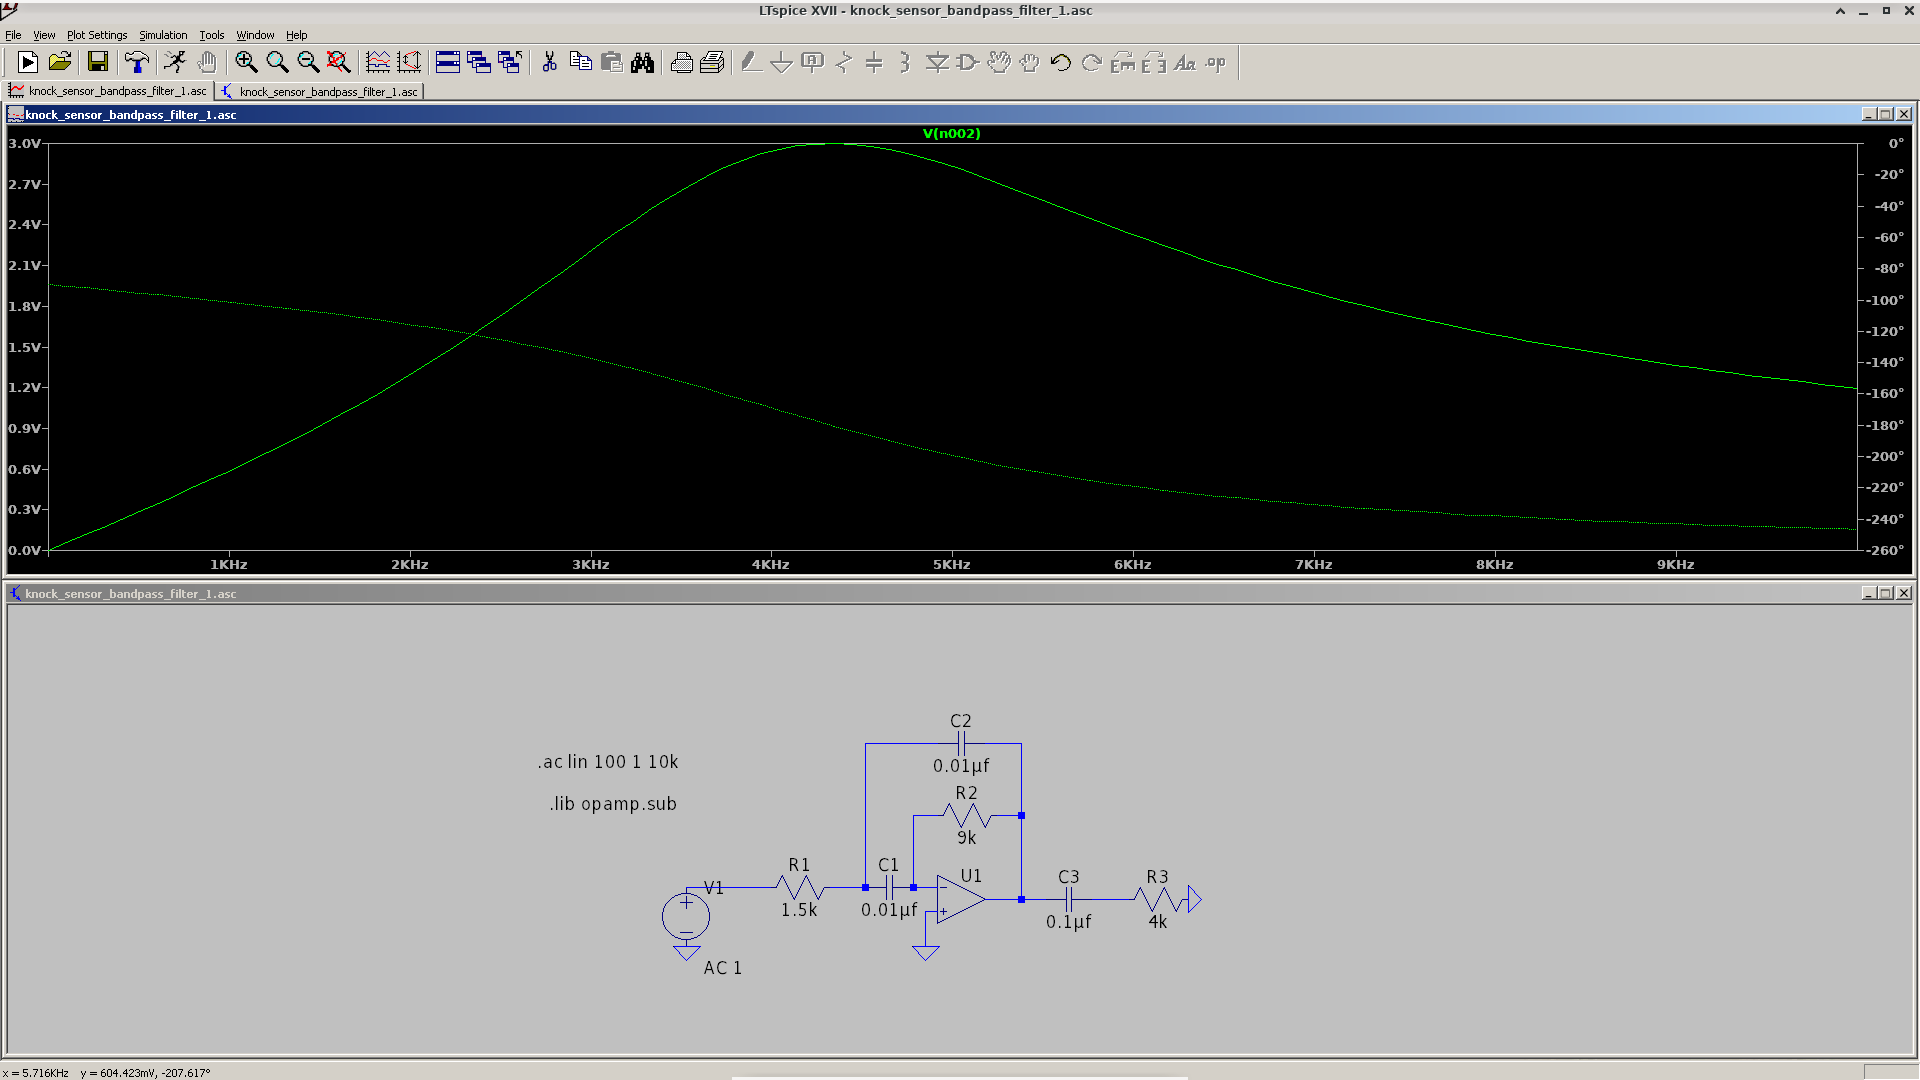 LTspice XVII - knock_sensor_bandpass_filter_1.asc
File View Plot Settings Simulation Tools Window Help
knock_sensor_bandpass_filter_1.asc knock_sensor_bandpass_filter_1.asc
knock_sensor_bandpass_filter_1.asc
V(n002)
3.0V
2.7V
2.4V
2.1V
1.8V
1.5V
1.2V
0.9V
0.6V
0.3V
0.0V
0°
-20°
-40°
-60°
-80°
-100°
-120°
-140°
-160°
-180°
-200°
-220°
-240°
-260°
1KHz 2KHz 3KHz 4KHz 5KHz 6KHz 7KHz 8KHz 9KHz
knock_sensor_bandpass_filter_1.asc
.ac lin 100 1 10k
.lib opamp.sub
C2
0.01µf
R2
9k
R1
1.5k
C1
0.01µf
U1
C3
0.1µf
R3
4k
V1
AC 1
x = 5.716KHz y = 604.423mV, -207.617°